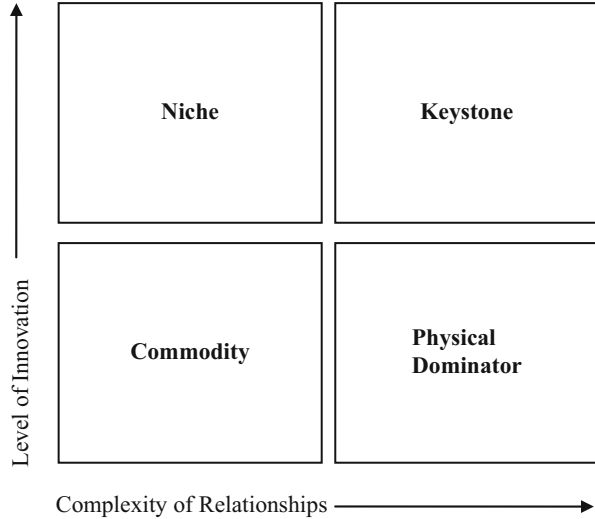 Niche
Keystone
Commodity
Physical
Dominator
Level of Innovation
Complexity of Relationships